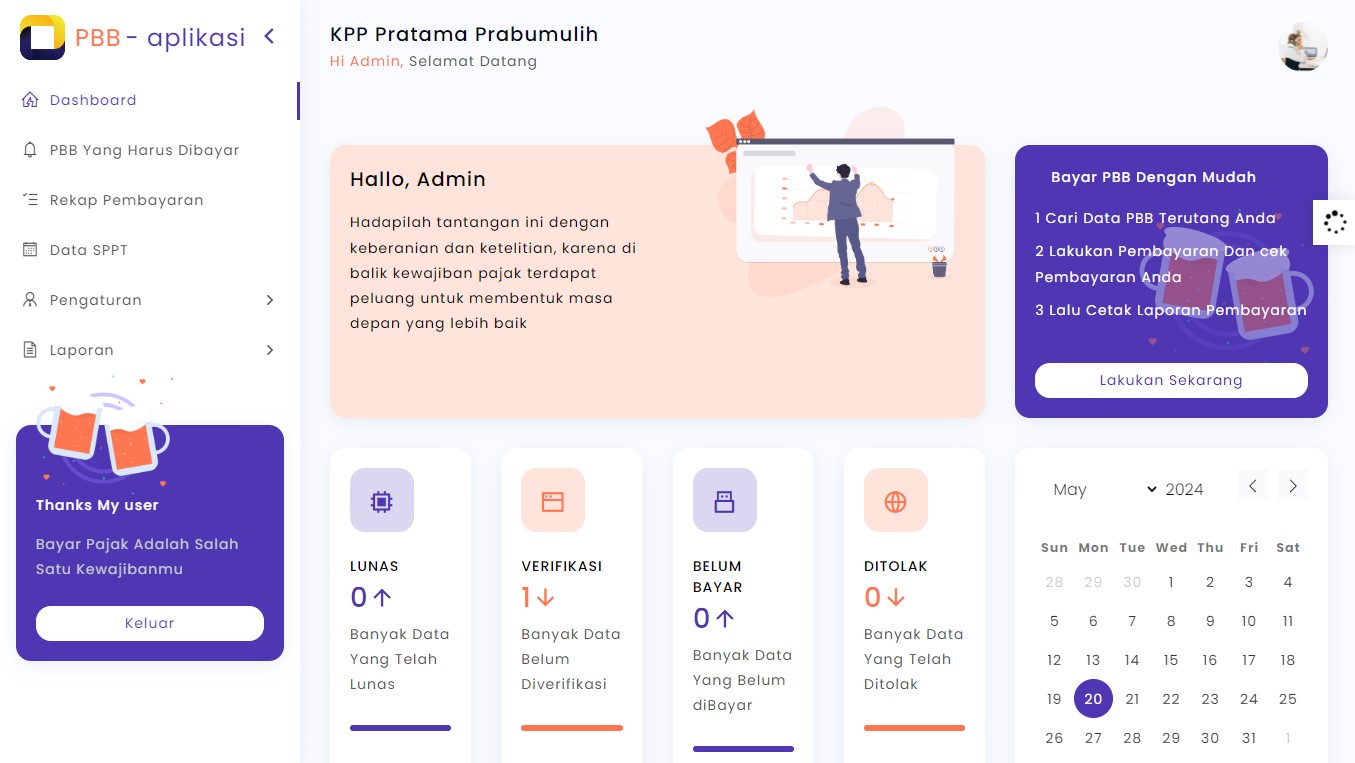 PBB - aplikasi
Dashboard
PBB Yang Harus Dibayar
Rekap Pembayaran
Data SPPT
Pengaturan
Laporan
Thanks My user
Bayar Pajak Adalah Salah
Satu Kewajibanmu
Keluar
KPP Pratama Prabumulih
Hi Admin, Selamat Datang
Hallo, Admin
Hadapilah tantangan ini dengan
keberanian dan ketelitian, karena di
balik kewajiban pajak terdapat
peluang untuk membentuk masa
depan yang lebih baik
Bayar PBB Dengan Mudah
1 Cari Data PBB Terutang Anda
2 Lakukan Pembayaran Dan cek
Pembayaran Anda
3 Lalu Cetak Laporan Pembayaran
Lakukan Sekarang
LUNAS
0
Banyak Data
Yang Telah
Lunas
VERIFIKASI
1
Banyak Data
Belum
Diverifikasi
BELUM
BAYAR
0
Banyak Data
Yang Belum
diBayar
DITOLAK
0
Banyak Data
Yang Telah
Ditolak
May 2024
Sun Mon Tue Wed Thu Fri Sat
28 29 30 1 2 3 4
5 6 7 8 9 10 11
12 13 14 15 16 17 18
19 20 21 22 23 24 25
26 27 28 29 30 31 1